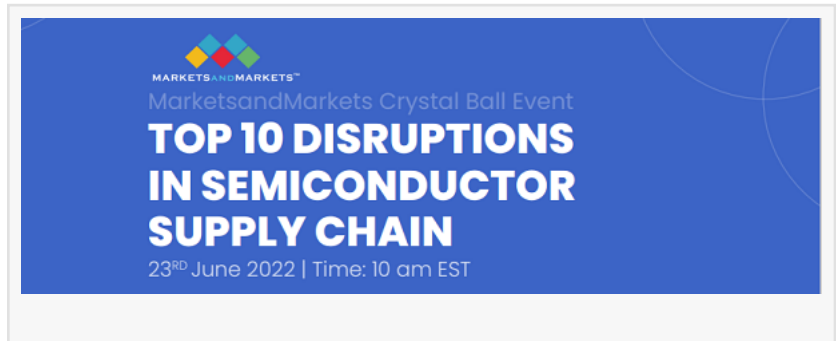 MARKETSANDMARKETS™
MarketsandMarkets Crystal Ball Event
TOP 10 DISRUPTIONS
IN SEMICONDUCTOR
SUPPLY CHAIN
23RD June 2022 | Time: 10 am EST